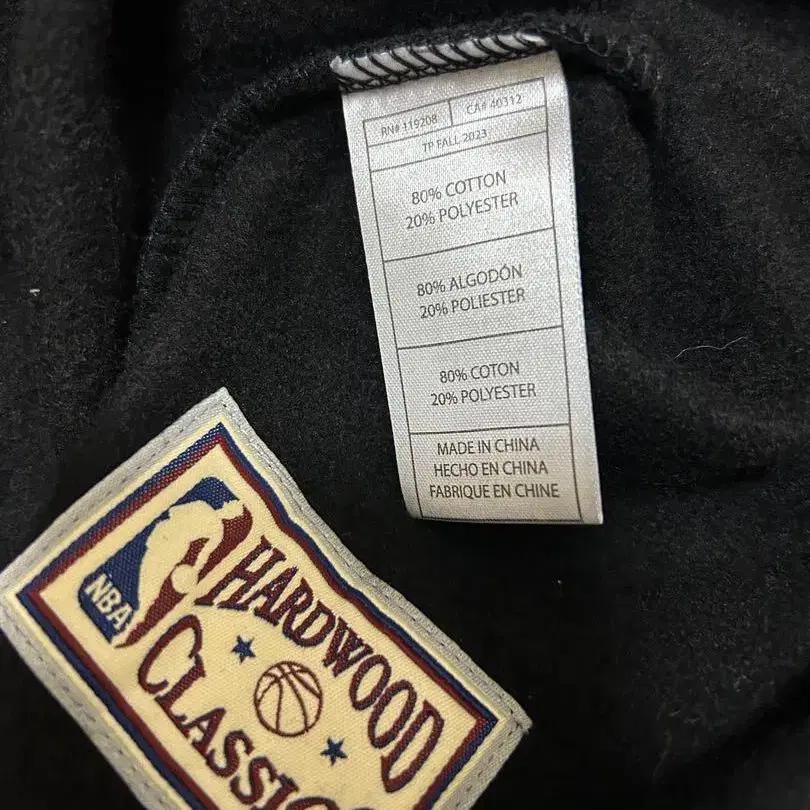 RN# 119208 CA# 40312
TP FALL 2023
80% COTTON
20% POLYESTER
80% ALGODÓN
20% POLIESTER
80% COTON
20% POLYESTER
MADE IN CHINA
HECHO EN CHINA
FABRIQUE EN CHINE
NBA
HARDWOOD
CLASSIC